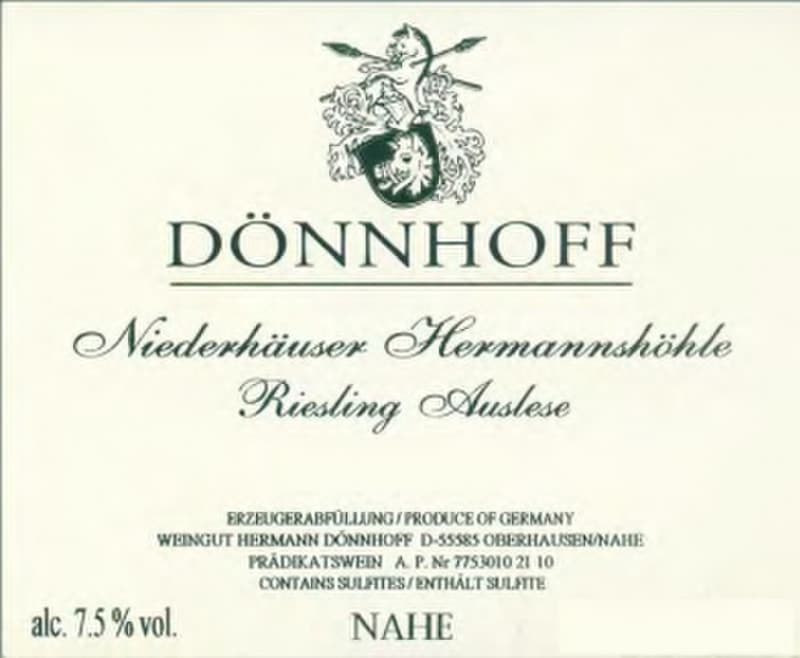 DÖNNHOFF
Niederhäuser Hermannshöhle
Riesling Auslese
ERZEUGERABFÜLLUNG / PRODUCE OF GERMANY
WEINGUT HERMANN DÖNNHOFF D-55585 OBERHAUSEN/NAHE
PRÄDIKATSWEIN A. P. Nr 7753010 21 10
CONTAINS SULFITES / ENTHÄLT SULFITE
alc. 7.5 % vol. NAHE